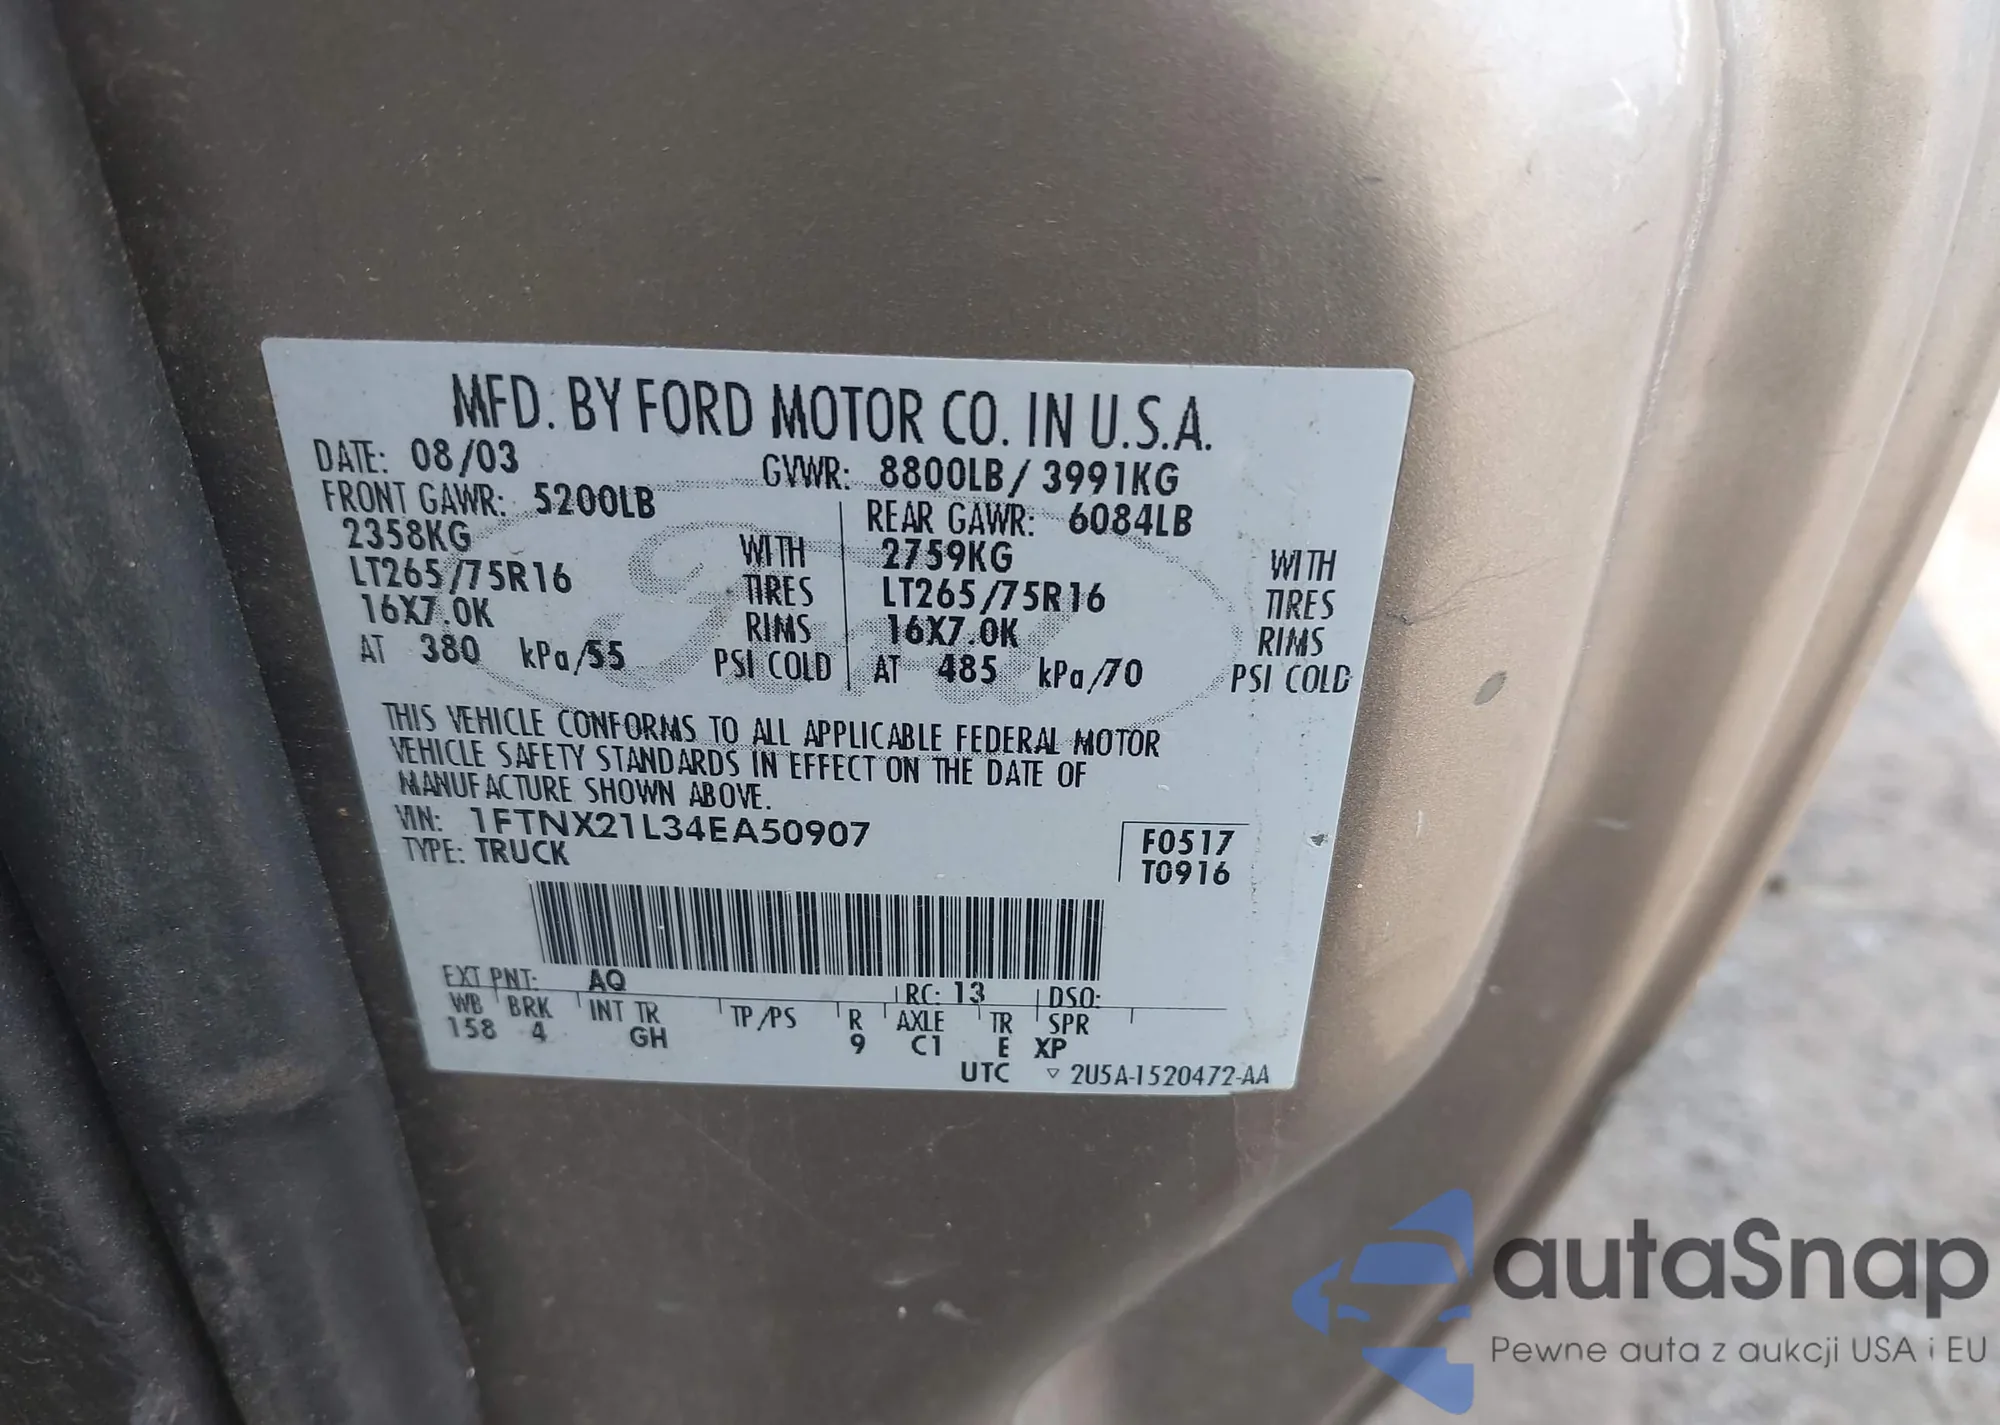 MFD. BY FORD MOTOR CO. IN U.S.A.
DATE: 08/03 GVWR: 8800LB/ 3991KG
FRONT GAWR: 5200LB REAR GAWR: 6084LB
2358KG WITH 2759KG WITH
LT265/75R16 TIRES LT265/75R16 TIRES
16X7.0K RIMS 16X7.0K RIMS
AT 380 kPa/55 PSI COLD AT 485 kPa/70 PSI COLD
THIS VEHICLE CONFORMS TO ALL APPLICABLE FEDERAL MOTOR
VEHICLE SAFETY STANDARDS IN EFFECT ON THE DATE OF
MANUFACTURE SHOWN ABOVE.
VIN: 1FTNX21L34EA50907
TYPE: TRUCK
F0517
T0916
EXT PNT: AQ RC: 13 DSO:
WB BRK INT TR TP/PS R AXLE TR SPR
158 4 GH 9 C1 E XP
UTC ▽ 2U5A-1520472-AA
Ford
autaSnap
Pewne auta z aukcji USA i EU